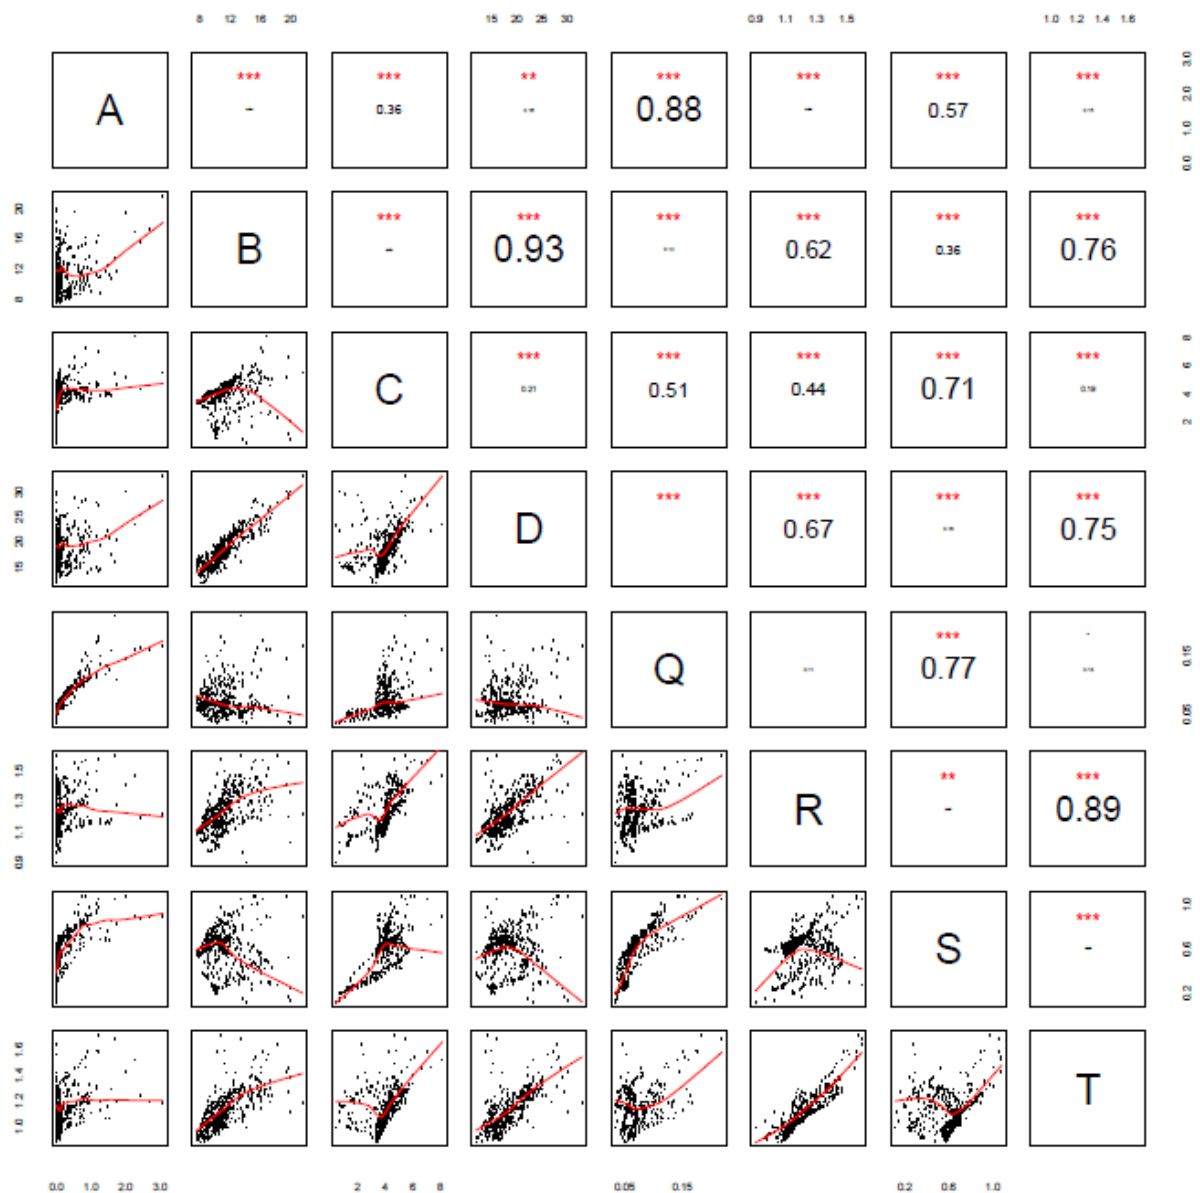 8 12 16 20 15 20 25 30 0.9 1.1 1.3 1.5 1.0 1.2 1.4 1.6
A *** - *** 0.36 ** *** 0.88 *** - *** 0.57 *** 0.0 1.0 2.0 3.0
8 12 16 20 B *** - *** 0.93 *** *** 0.62 *** 0.36 *** 0.76
C *** 0.21 *** 0.51 *** 0.44 *** 0.71 *** 0.19 2 4 6 8
15 20 25 30 D *** *** 0.67 *** *** 0.75
Q *** 0.77 . 0.05 0.15
0.9 1.1 1.3 1.5 R ** - *** 0.89
S *** - 0.2 0.6 1.0
1.0 1.2 1.4 1.6 T
0.0 1.0 2.0 3.0 2 4 6 8 0.05 0.15 0.2 0.6 1.0